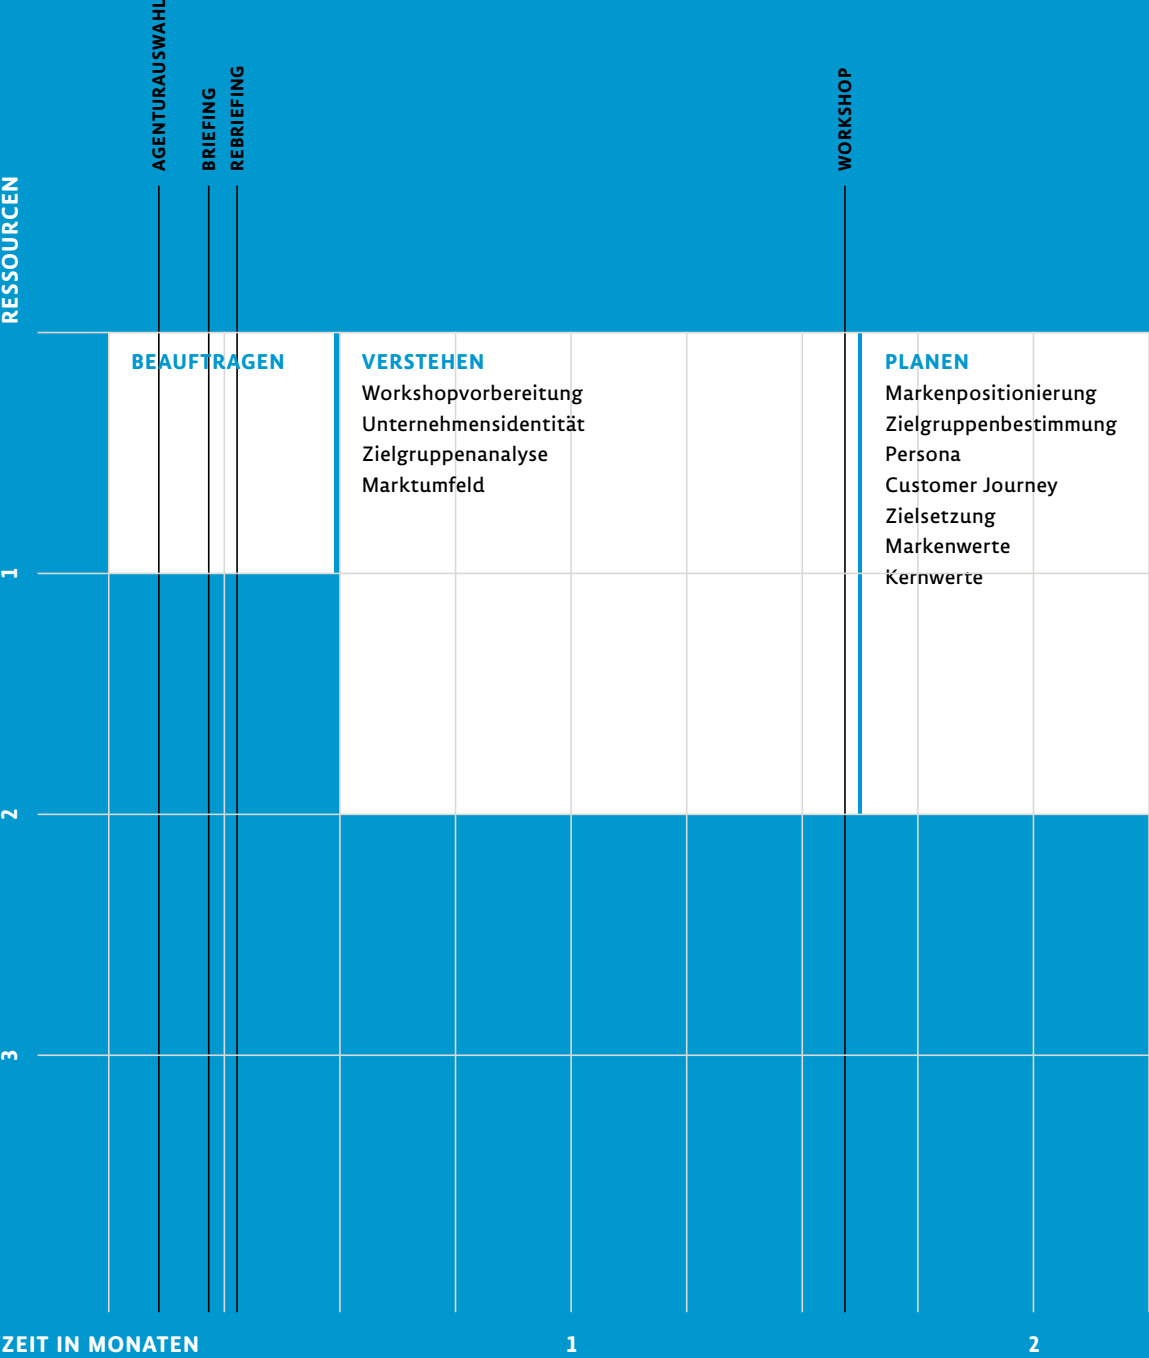 AGENTURAUSWAHL
BRIEFING
REBRIEFING
WORKSHOP
RESSOURCEN
BEAUFTRAGEN
VERSTEHEN
Workshopvorbereitung
Unternehmensidentität
Zielgruppenanalyse
Marktumfeld
PLANEN
Markenpositionierung
Zielgruppenbestimmung
Persona
Customer Journey
Zielsetzung
Markenwerte
Kernwerte
1
2
3
ZEIT IN MONATEN
1
2